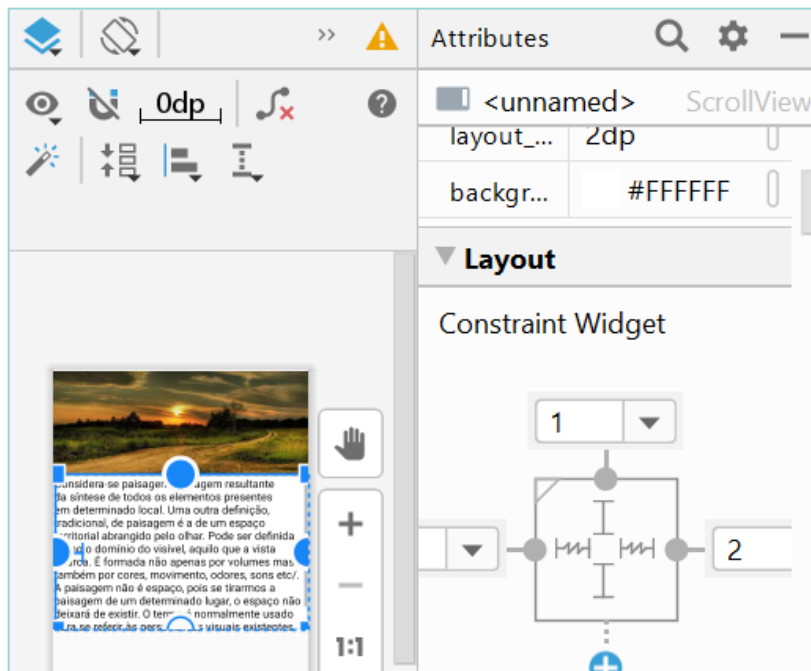 Attributes
0dp
<unnamed> ScrollView
layout_... 2dp
backgr... #FFFFFF
Layout
Constraint Widget
1
2
1:1
Considera-se paisagem agem resultante
da síntese de todos os elementos presentes
em determinado local. Uma outra definição,
tradicional, de paisagem é a de um espaço
territorial abrangido pelo olhar. Pode ser definida
o domínio do visível, aquilo que a vista
É formada não apenas por volumes mas
também por cores, movimento, odores, sons etc/.
A paisagem não é espaço, pois se tirarmos a
paisagem de um determinado lugar, o espaço não
deixará de existir. O é normalmente usado
se referir às visuais existentes.